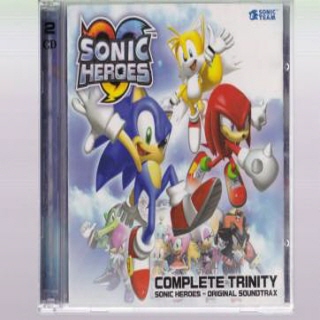 2
CD
SONIC
HEROES
SONIC
TEAM
COMPLETE TRINITY
SONIC HEROES - ORIGINAL SOUNDTRAX